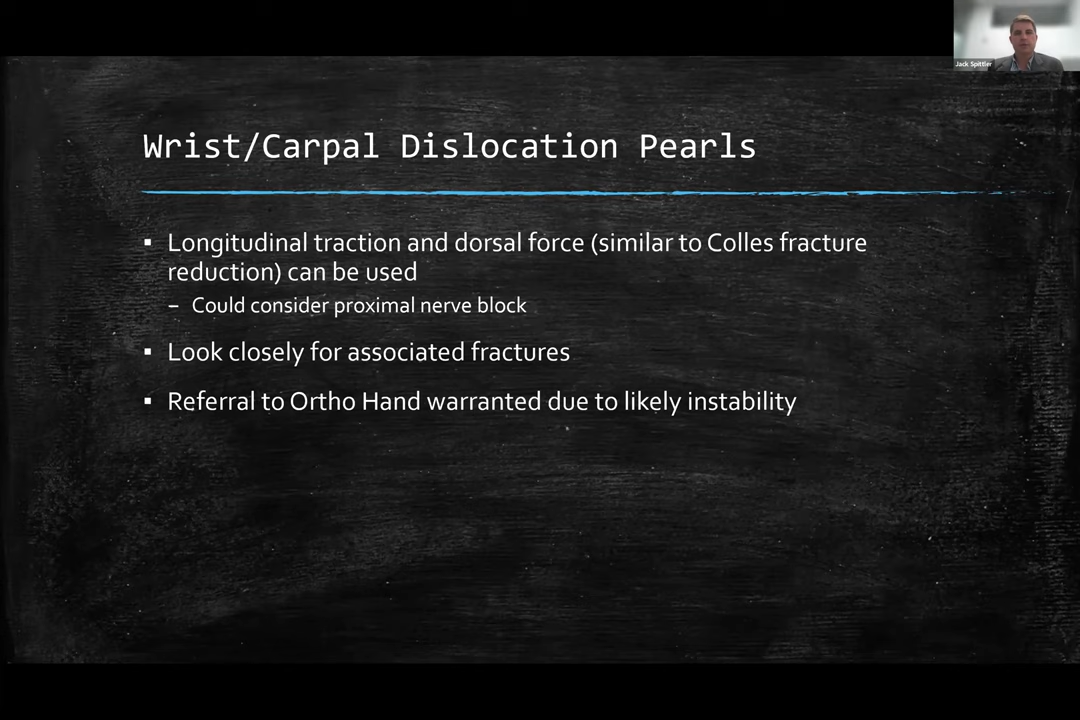 Jack Spittler
Wrist/Carpal Dislocation Pearls
▪ Longitudinal traction and dorsal force (similar to Colles fracture
reduction) can be used
– Could consider proximal nerve block
▪ Look closely for associated fractures
▪ Referral to Ortho Hand warranted due to likely instability